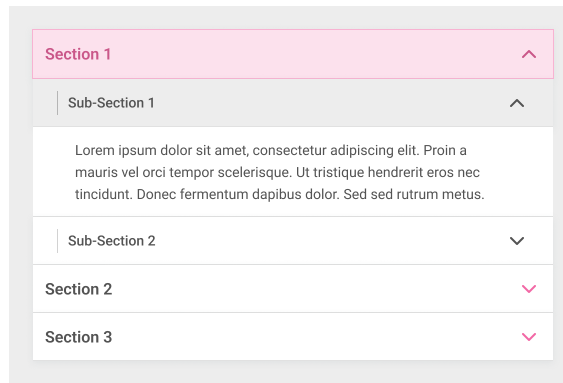 Section 1
Sub-Section 1
Lorem ipsum dolor sit amet, consectetur adipiscing elit. Proin a
mauris vel orci tempor scelerisque. Ut tristique hendrerit eros nec
tincidunt. Donec fermentum dapibus dolor. Sed sed rutrum metus.
Sub-Section 2
Section 2
Section 3